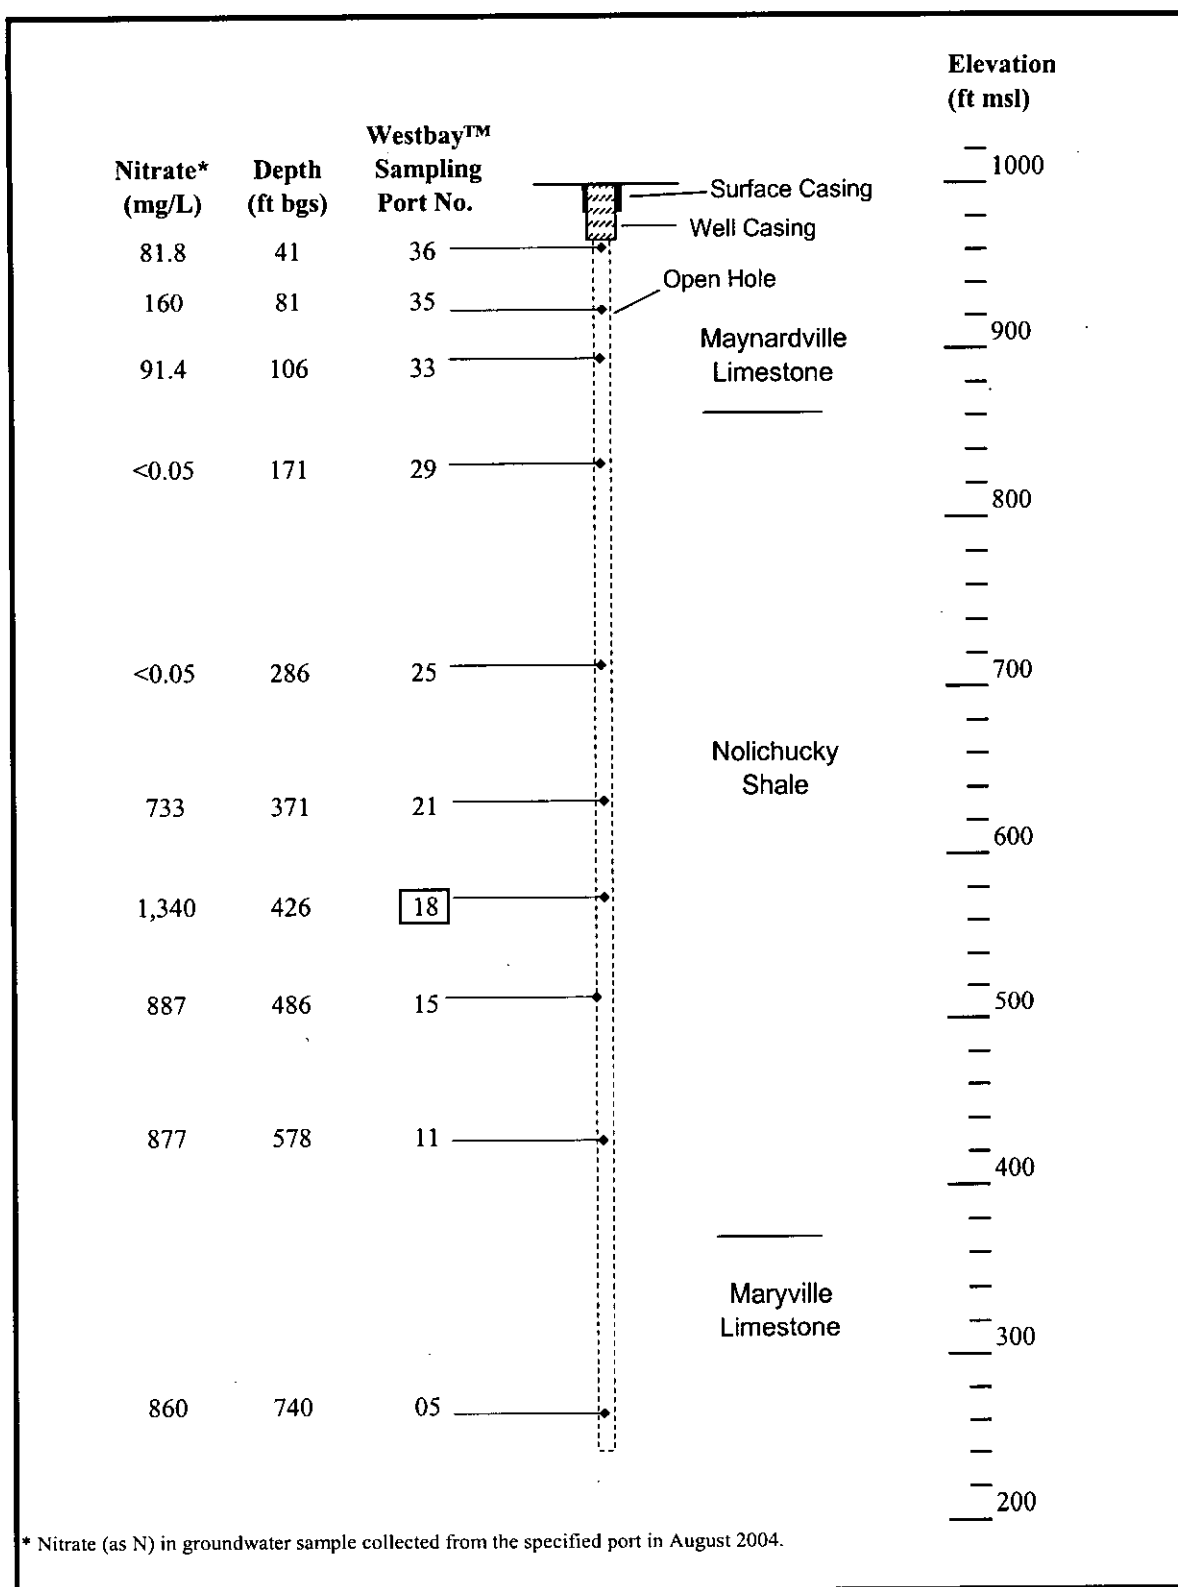 Elevation
(ft msl)
Nitrate* Depth Westbay™ Sampling Port No.
(mg/L) (ft bgs)
1000
Surface Casing
Well Casing
81.8 41 36
Open Hole
160 81 35
900
Maynardville
Limestone
91.4 106 33
<0.05 171 29
800
<0.05 286 25
700
Nolichucky
Shale
733 371 21
600
1,340 426 18
887 486 15
500
877 578 11
400
Maryville
Limestone
300
860 740 05
200
* Nitrate (as N) in groundwater sample collected from the specified port in August 2004.